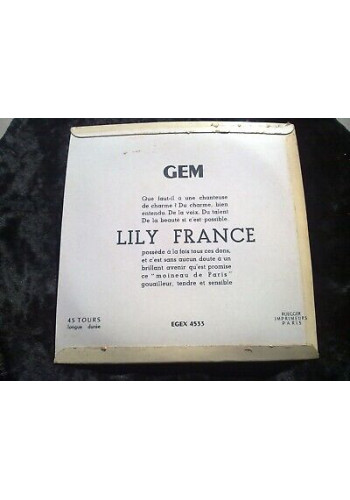 GEM
Que faut-il à une chanteuse
de charme ? Du charme, bien
entendu. De la voix. Du talent
De la beauté si c'est possible.
LILY FRANCE
possède à la fois tous ces dons,
et c'est sans aucun doute à un
brillant avenir qu'est promise
ce "moineau de Paris"
gouailleur, tendre et sensible
45 TOURS
longue durée
EGEX 4533
IMPRIMEURS
PARIS